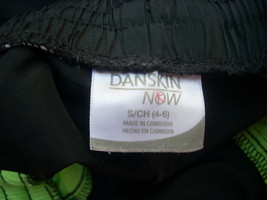 DANSKIN
NOW
S/CH (4-6)
MADE IN CAMBODIA
HECHO EN CAMBOYA